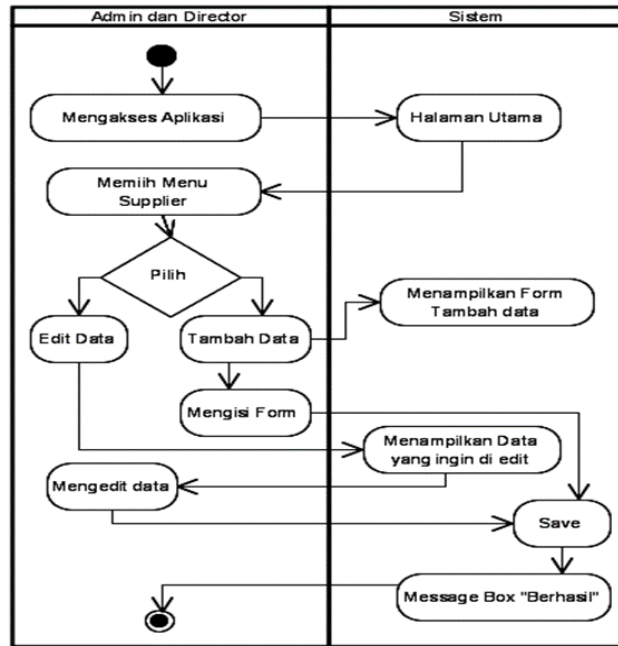 Admin dan Director
Sistem
Mengakses Aplikasi
Halaman Utama
Memiih Menu
Supplier
Pilih
Menampilkan Form
Tambah data
Edit Data
Tambah Data
Mengisi Form
Menampilkan Data
yang ingin di edit
Mengedit data
Save
Message Box "Berhasil"